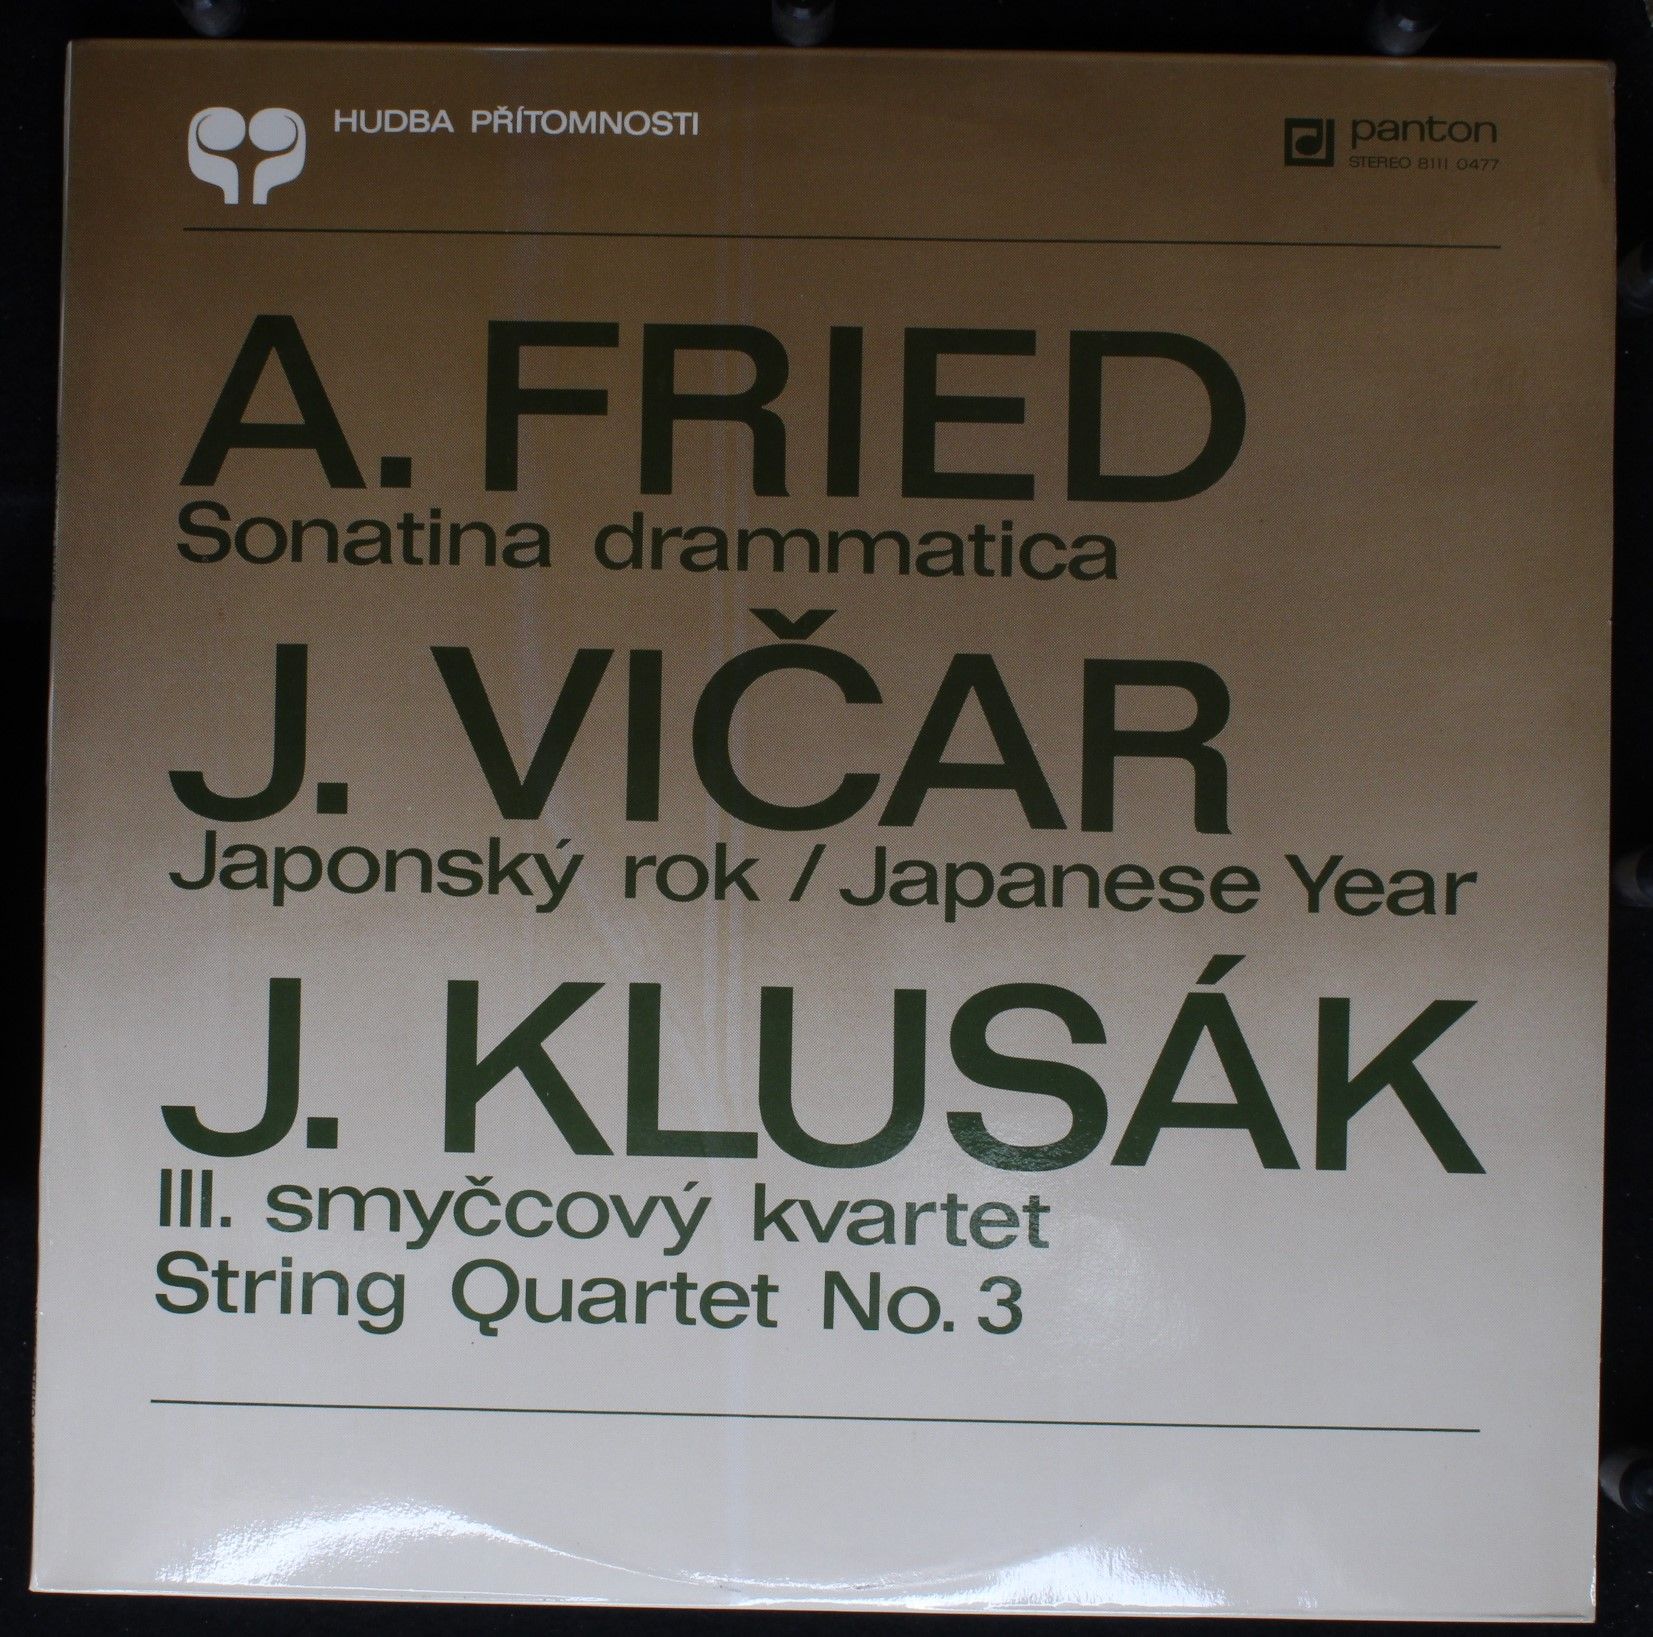 HUDBA PŘÍTOMNOSTI
panton
STEREO 8111 0477
A. FRIED
Sonatina drammatica
J. VIČAR
Japonský rok / Japanese Year
J. KLUSÁK
III. smyčcový kvartet
String Quartet No. 3